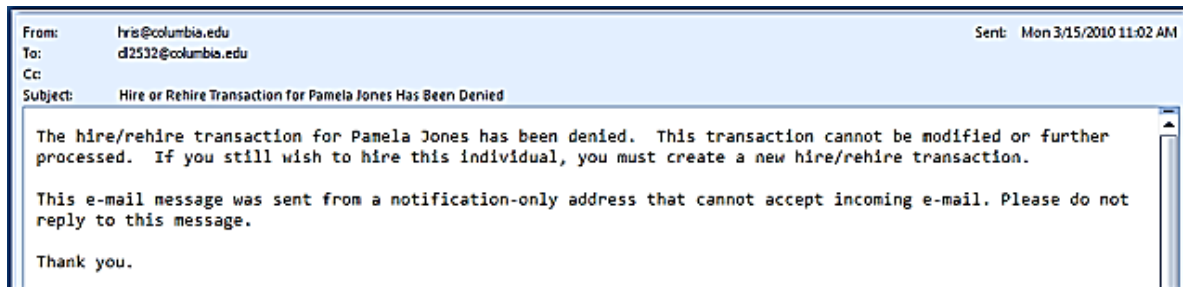 From: hris@columbia.edu Sent: Mon 3/15/2010 11:02 AM
To: cl2532@columbia.edu
Cc:
Subject: Hire or Rehire Transaction for Pamela Jones Has Been Denied
The hire/rehire transaction for Pamela Jones has been denied. This transaction cannot be modified or further
processed. If you still wish to hire this individual, you must create a new hire/rehire transaction.
This e-mail message was sent from a notification-only address that cannot accept incoming e-mail. Please do not
reply to this message.
Thank you.